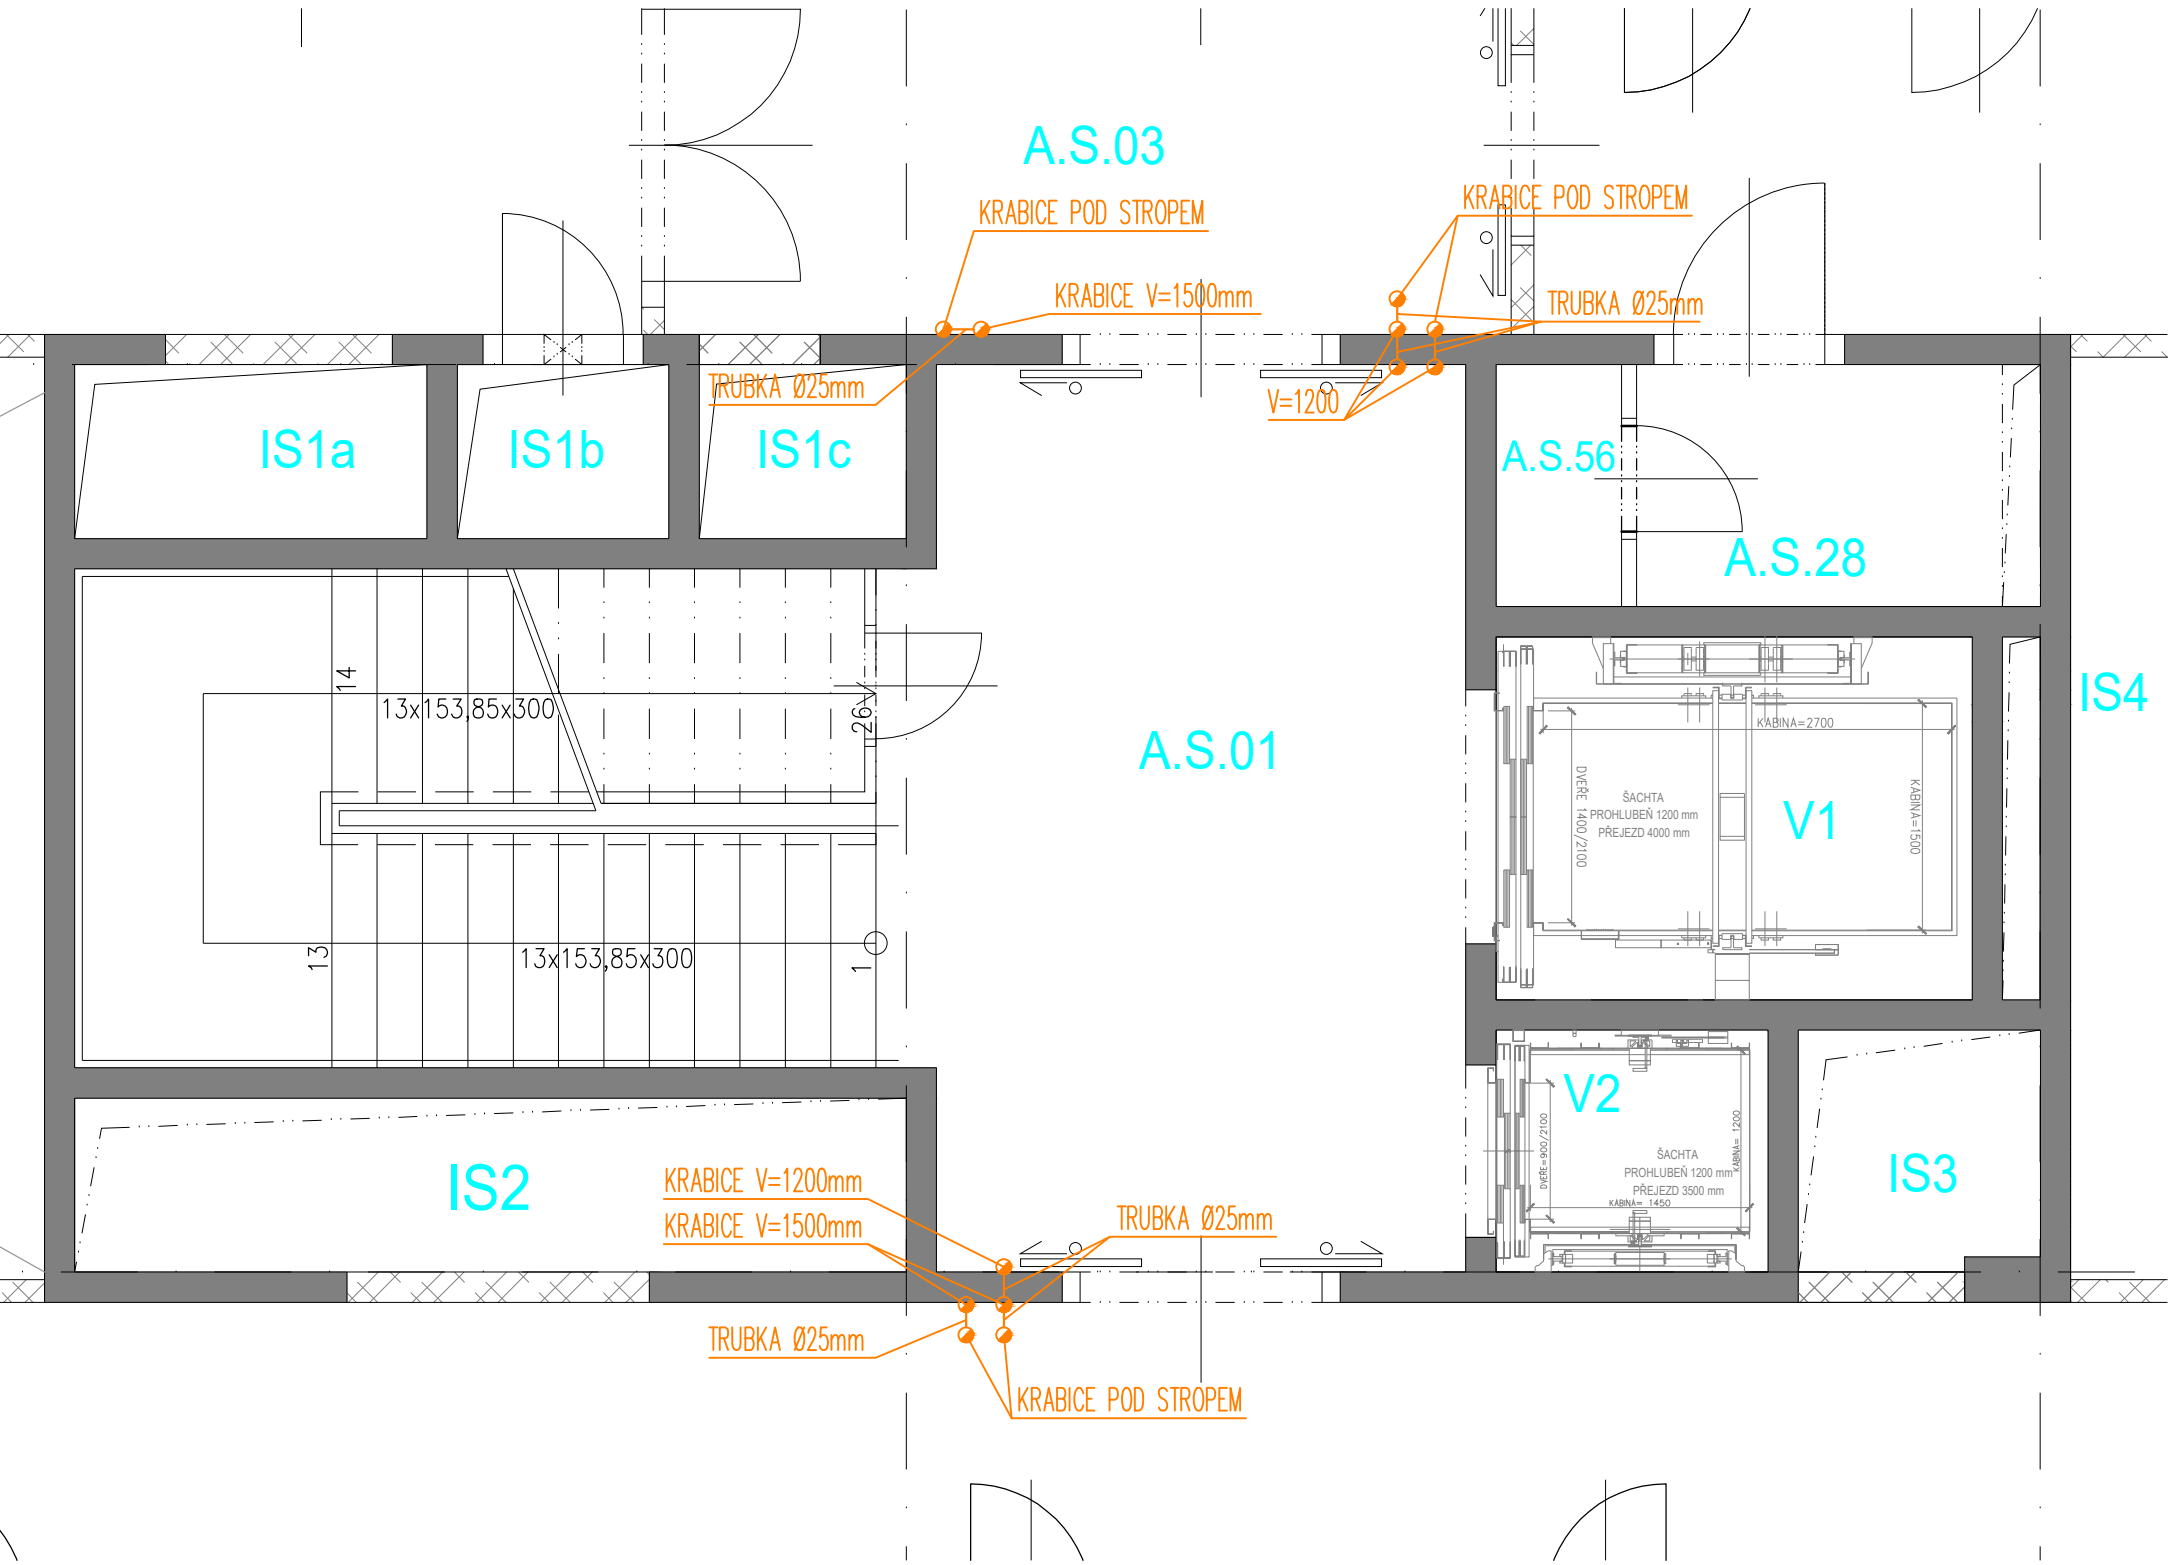 A.S.03
KRABICE POD STROPEM
KRABICE POD STROPEM
KRABICE V=1500mm
TRUBKA Ø25mm
TRUBKA Ø25mm
V=1200
IS1a
IS1b
IS1c
A.S.56
A.S.28
14
13x153,85x300
26
A.S.01
IS4
KABINA=2700
DVEŘE 1400/2100
ŠACHTA
PROHLUBEŇ 1200 mm
PŘEJEZD 4000 mm
V1
KABINA=1500
13
13x153,85x300
1
V2
DVEŘE=900/2100
ŠACHTA
PROHLUBEŇ 1200 mm
PŘEJEZD 3500 mm
KABINA= 1450
KABINA= 1200
IS3
IS2
KRABICE V=1200mm
KRABICE V=1500mm
TRUBKA Ø25mm
TRUBKA Ø25mm
KRABICE POD STROPEM